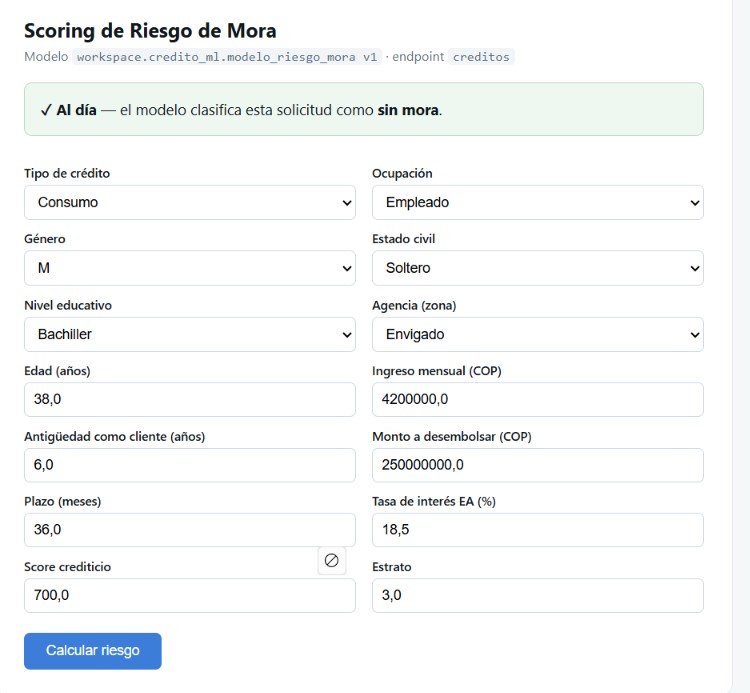 Scoring de Riesgo de Mora
Modelo workspace.credito_ml.modelo_riesgo_mora v1 · endpoint creditos
✓ Al día — el modelo clasifica esta solicitud como sin mora.
Tipo de crédito
Consumo
Ocupación
Empleado
Género
M
Estado civil
Soltero
Nivel educativo
Bachiller
Agencia (zona)
Envigado
Edad (años)
38,0
Ingreso mensual (COP)
4200000,0
Antigüedad como cliente (años)
6,0
Monto a desembolsar (COP)
250000000,0
Plazo (meses)
36,0
Tasa de interés EA (%)
18,5
Score crediticio
700,0
Estrato
3,0
Calcular riesgo